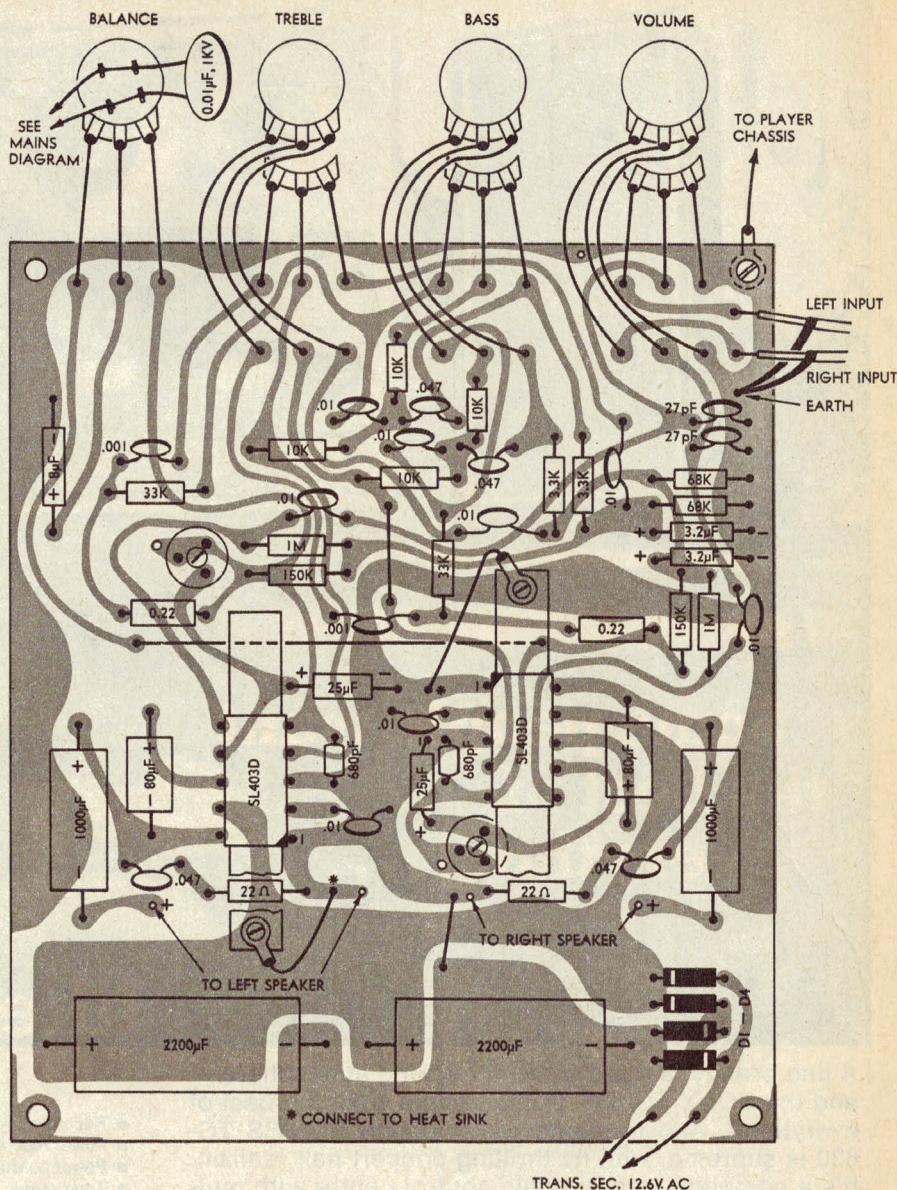 BALANCE
TREBLE
BASS
VOLUME
0.01µF, 1KV
SEE
MAINS
DIAGRAM
TO PLAYER
CHASSIS
LEFT INPUT
RIGHT INPUT
EARTH
10K
.01
.047
10K
27pF
.01
27pF
+ 8µF -
.001
10K
10K
.047
3.3K
3.3K
.01
68K
33K
.01
68K
.01
+ 3.2µF -
1M
33K
+ 3.2µF -
150K
0.22
.001
0.22
150K
1M
.01
+ 25µF -
*
-
.01
+ 1000µF -
- 80µF +
SL403D
680pF
- 25µF +
680pF
SL403D
+ 80µF -
+ 1000µF -
.01
-
.047
.047
+
22Ω
*
22Ω
+
TO RIGHT SPEAKER
TO LEFT SPEAKER
D1 - D4
+ 2200µF -
+ 2200µF -
* CONNECT TO HEAT SINK
TRANS. SEC. 12.6V. AC